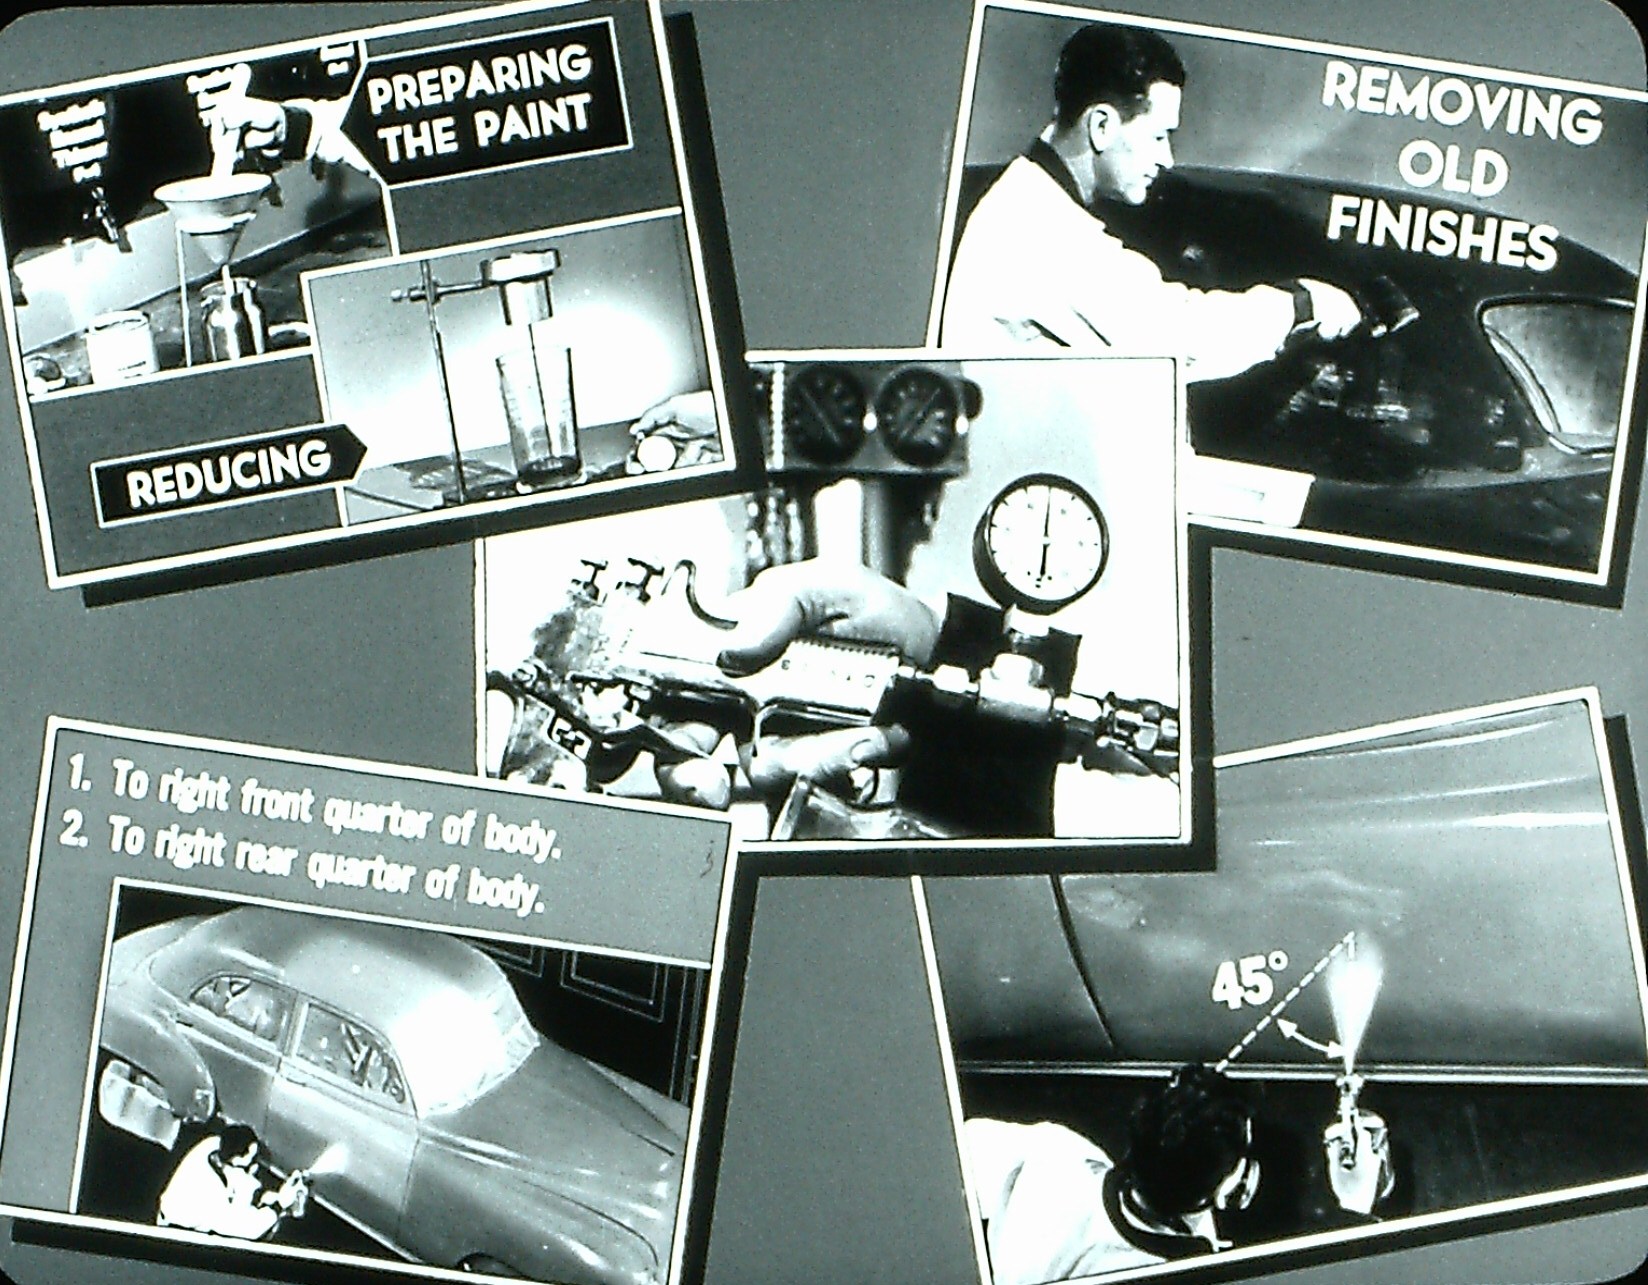 PREPARING
THE PAINT
REDUCING
REMOVING
OLD
FINISHES
1. To right front quarter of body.
2. To right rear quarter of body.
45°